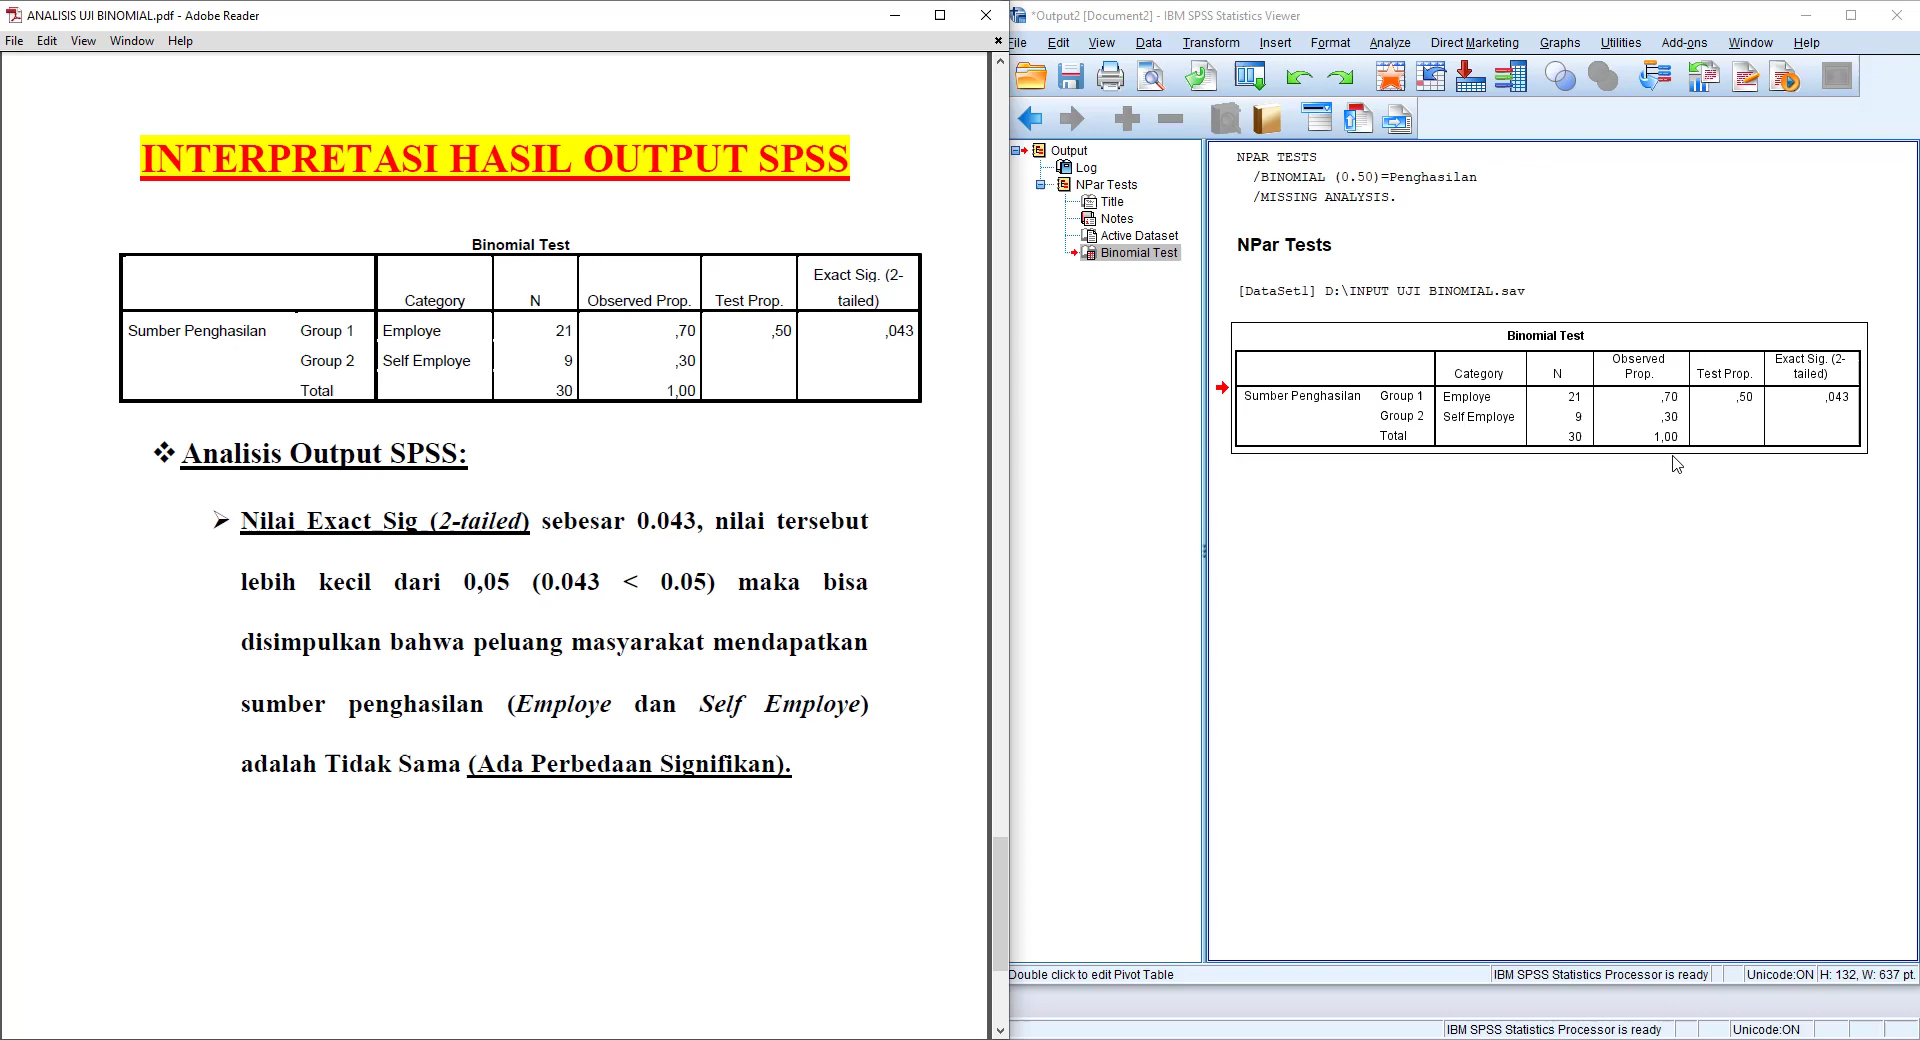 ANALISIS UJI BINOMIAL.pdf - Adobe Reader
File Edit View Window Help
INTERPRETASI HASIL OUTPUT SPSS
Binomial Test
Category N Observed Prop. Test Prop. Exact Sig. (2-
tailed)
Sumber Penghasilan Group 1 Employe 21 ,70 ,50 ,043
Group 2 Self Employe 9 ,30
Total 30 1,00
Analisis Output SPSS:
Nilai Exact Sig (2-tailed) sebesar 0.043, nilai tersebut
lebih kecil dari 0,05 (0.043 < 0.05) maka bisa
disimpulkan bahwa peluang masyarakat mendapatkan
sumber penghasilan (Employe dan Self Employe)
adalah Tidak Sama (Ada Perbedaan Signifikan).
*Output2 [Document2] - IBM SPSS Statistics Viewer
File Edit View Data Transform Insert Format Analyze Direct Marketing Graphs Utilities Add-ons Window Help
Output
Log
NPar Tests
Title
Notes
Active Dataset
Binomial Test
NPAR TESTS
/BINOMIAL (0.50)=Penghasilan
/MISSING ANALYSIS.
NPar Tests
[DataSet1] D:\INPUT UJI BINOMIAL.sav
Binomial Test
Category N Observed
Prop. Test Prop. Exact Sig. (2-
tailed)
Sumber Penghasilan Group 1 Employe 21 ,70 ,50 ,043
Group 2 Self Employe 9 ,30
Total 30 1,00
Double click to edit Pivot Table IBM SPSS Statistics Processor is ready Unicode:ON H: 132, W: 637 pt.
IBM SPSS Statistics Processor is ready Unicode:ON